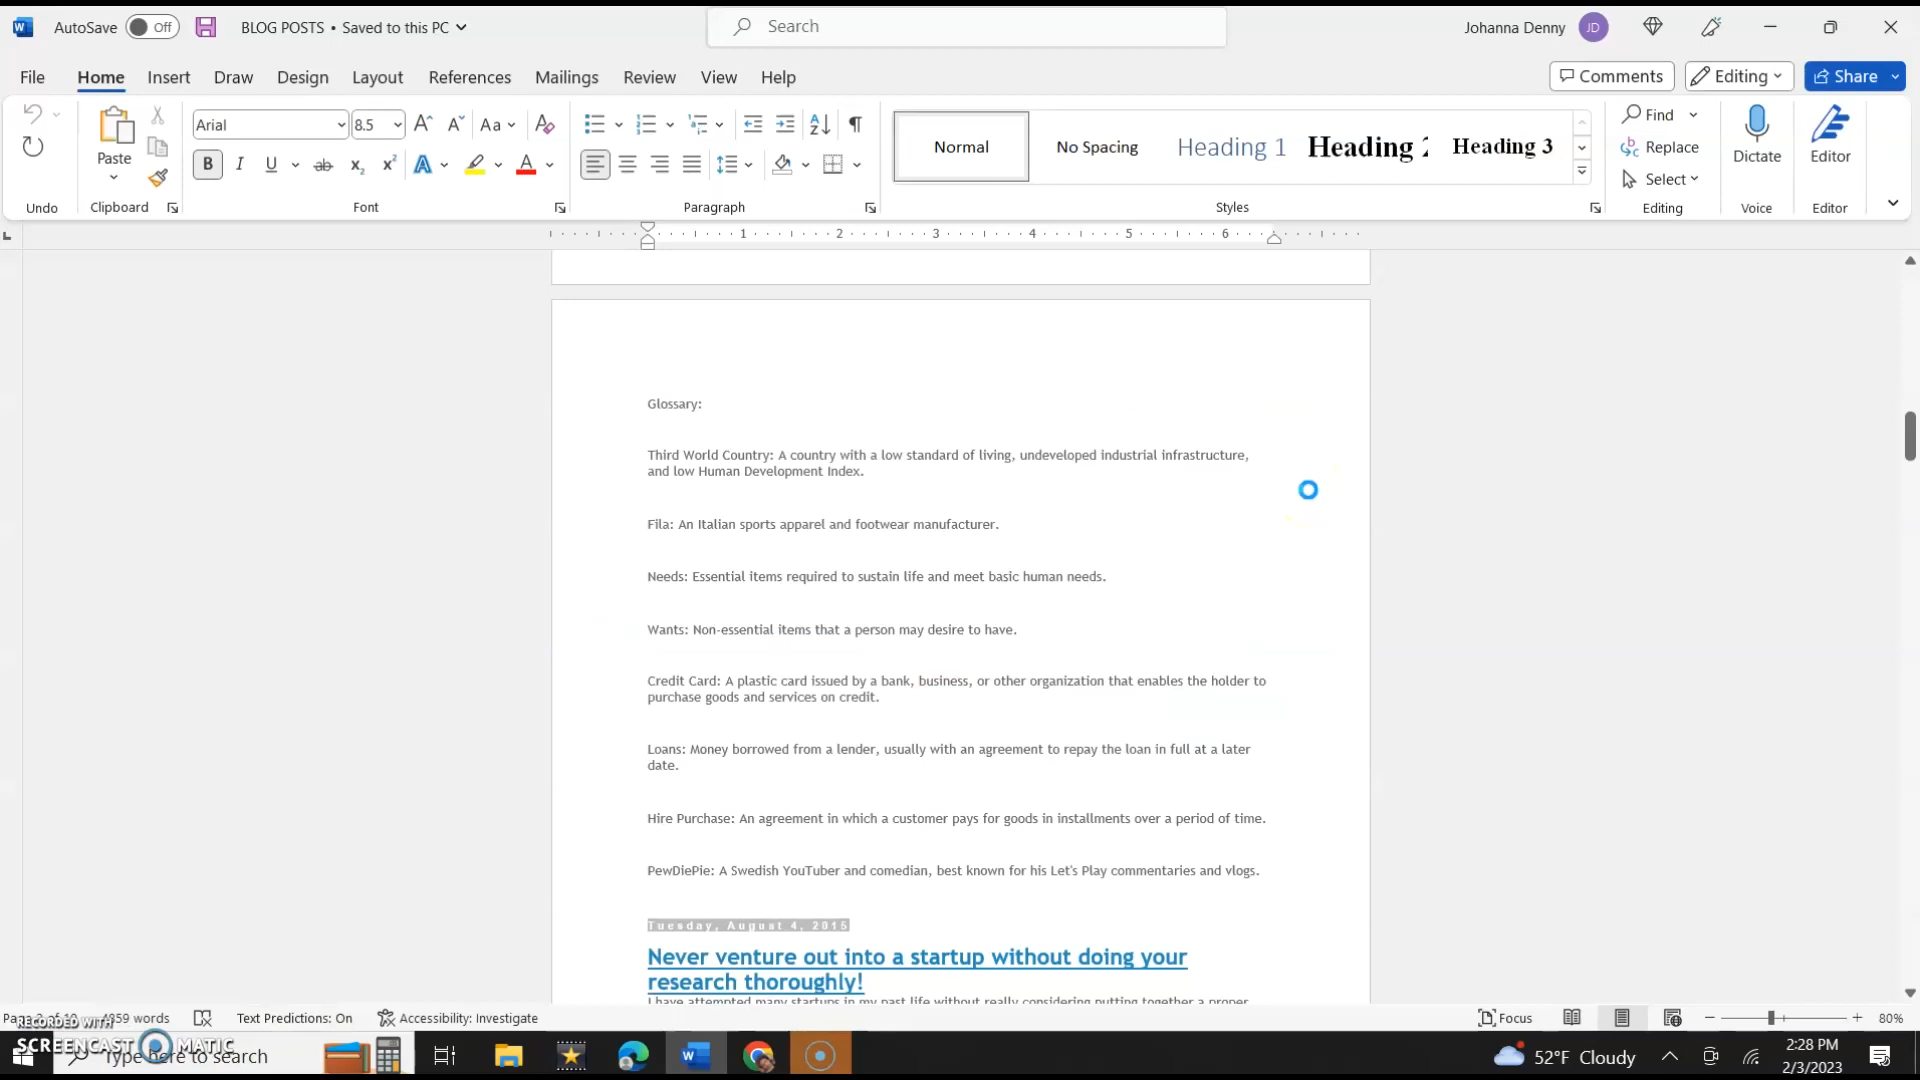 AutoSave Off BLOG POSTS • Saved to this PC Search Johanna Denny JD
File Home Insert Draw Design Layout References Mailings Review View Help Comments Editing Share
Arial 8.5 Aa
Paste
B I U ab x₂ x² A A
Normal No Spacing Heading 1 Heading 2 Heading 3
Find
Replace
Select
Dictate Editor
Undo Clipboard Font Paragraph Styles Editing Voice Editor
1 2 3 4 5 6
Glossary:
Third World Country: A country with a low standard of living, undeveloped industrial infrastructure,
and low Human Development Index.
Fila: An Italian sports apparel and footwear manufacturer.
Needs: Essential items required to sustain life and meet basic human needs.
Wants: Non-essential items that a person may desire to have.
Credit Card: A plastic card issued by a bank, business, or other organization that enables the holder to
purchase goods and services on credit.
Loans: Money borrowed from a lender, usually with an agreement to repay the loan in full at a later
date.
Hire Purchase: An agreement in which a customer pays for goods in installments over a period of time.
PewDiePie: A Swedish YouTuber and comedian, best known for his Let's Play commentaries and vlogs.
Tuesday, August 4, 2015
Never venture out into a startup without doing your
research thoroughly!
I have attempted many startups in my past life without really considering putting together a proper
4859 words Text Predictions: On Accessibility: Investigate Focus 80%
RECORDED WITH
SCREENCAST MATIC
Type here to search 52°F Cloudy 2:28 PM
2/3/2023